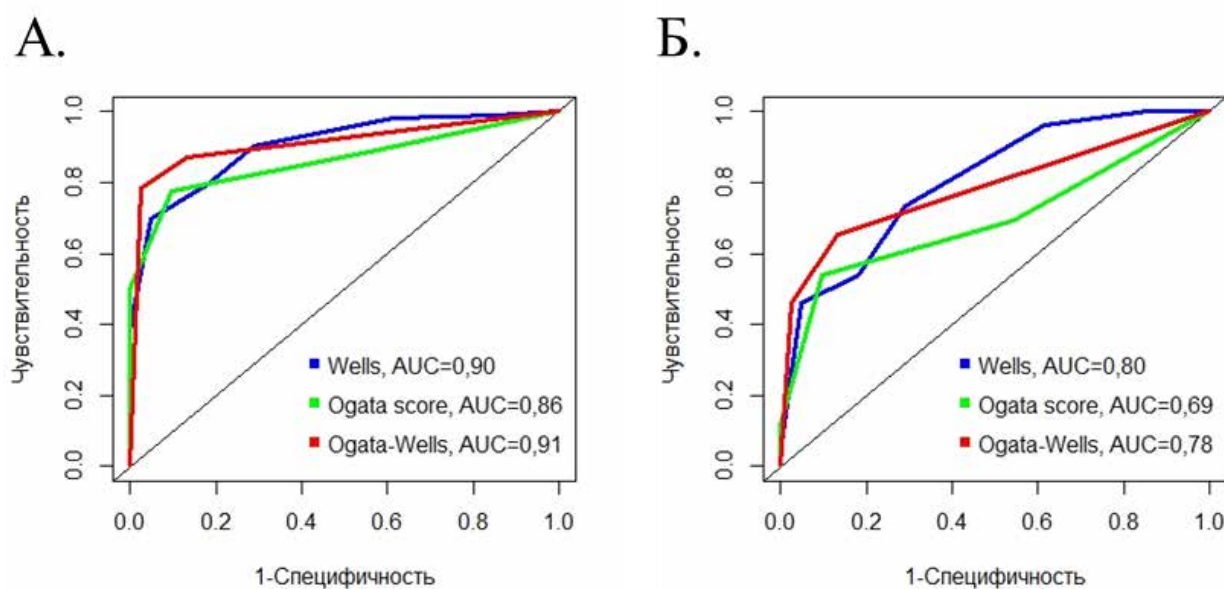 А.
Чувствительность
0.0 0.2 0.4 0.6 0.8 1.0
Wells, AUC=0,90
Ogata score, AUC=0,86
Ogata-Wells, AUC=0,91
0.0 0.2 0.4 0.6 0.8 1.0
1-Специфичность
Б.
Чувствительность
0.0 0.2 0.4 0.6 0.8 1.0
Wells, AUC=0,80
Ogata score, AUC=0,69
Ogata-Wells, AUC=0,78
0.0 0.2 0.4 0.6 0.8 1.0
1-Специфичность